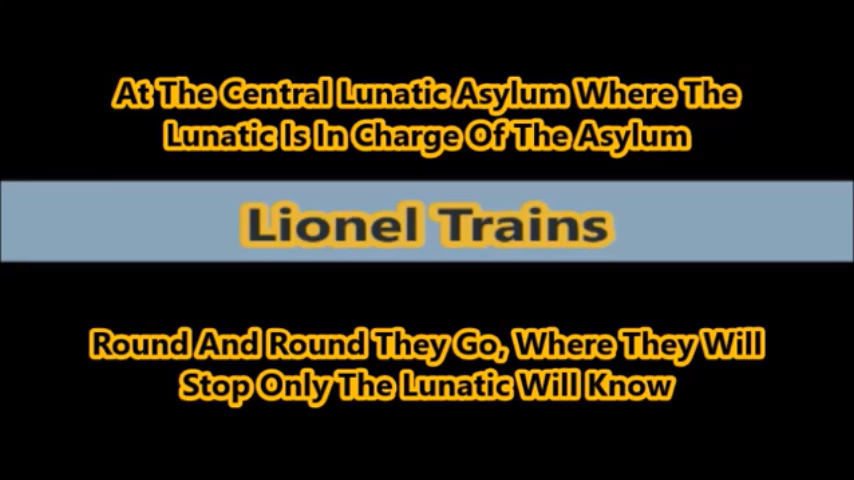 At The Central Lunatic Asylum Where The
Lunatic Is In Charge Of The Asylum
Lionel Trains
Round And Round They Go, Where They Will
Stop Only The Lunatic Will Know